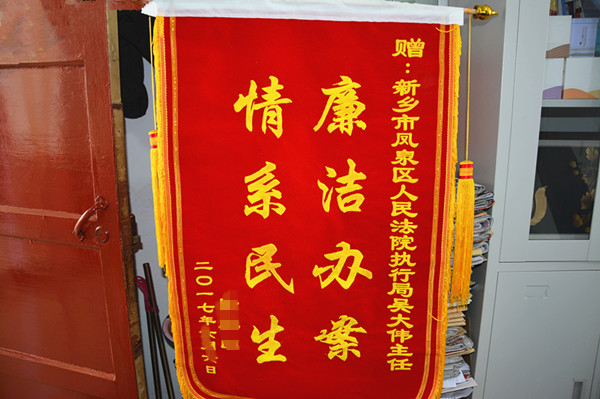 赠：新乡市凤泉区人民法院执行局吴大伟主任
廉洁办案
情系民生
二〇一七年 日